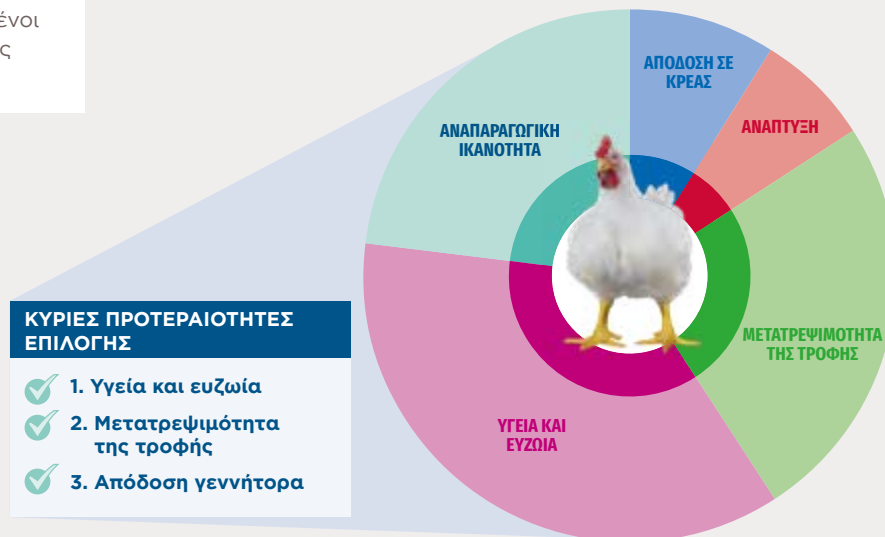 ς
ΑΠΟΔΟΣΗ ΣΕ
ΚΡΕΑΣ
ΑΝΑΠΤΥΞΗ
ΑΝΑΠΑΡΑΓΩΓΙΚΗ
ΙΚΑΝΟΤΗΤΑ
ΜΕΤΑΤΡΕΨΙΜΟΤΗΤΑ
ΤΗΣ ΤΡΟΦΗΣ
ΥΓΕΙΑ ΚΑΙ
ΕΥΖΩΙΑ
ΚΥΡΙΕΣ ΠΡΟΤΕΡΑΙΟΤΗΤΕΣ
ΕΠΙΛΟΓΗΣ
1. Υγεία και ευζωία
2. Μετατρεψιμότητα
της τροφής
3. Απόδοση γεννήτορα